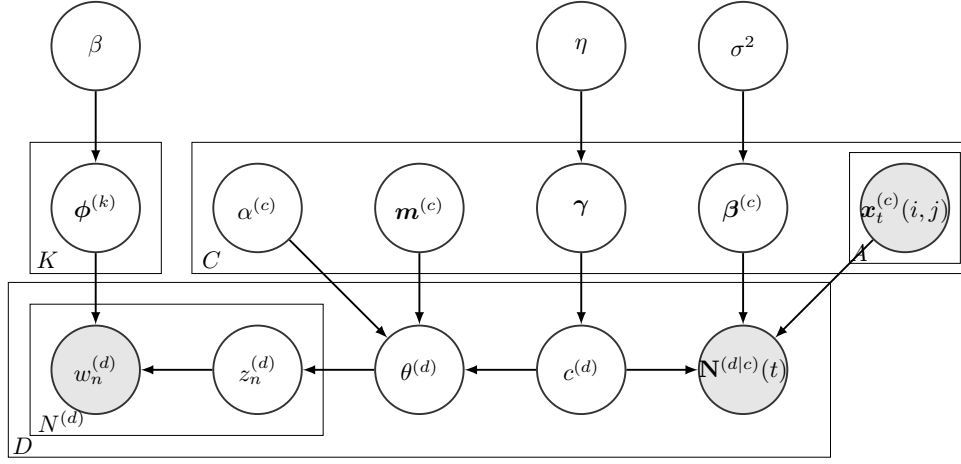 β η σ²
𝝓^{(k)} α^{(c)} 𝒎^{(c)} 𝜸 𝜷^{(c)} 𝒙_t^{(c)}(i, j)
K C A
w_n^{(d)} z_n^{(d)} θ^{(d)} c^{(d)} 𝐍^{(d|c)}(t)
N^{(d)}
D